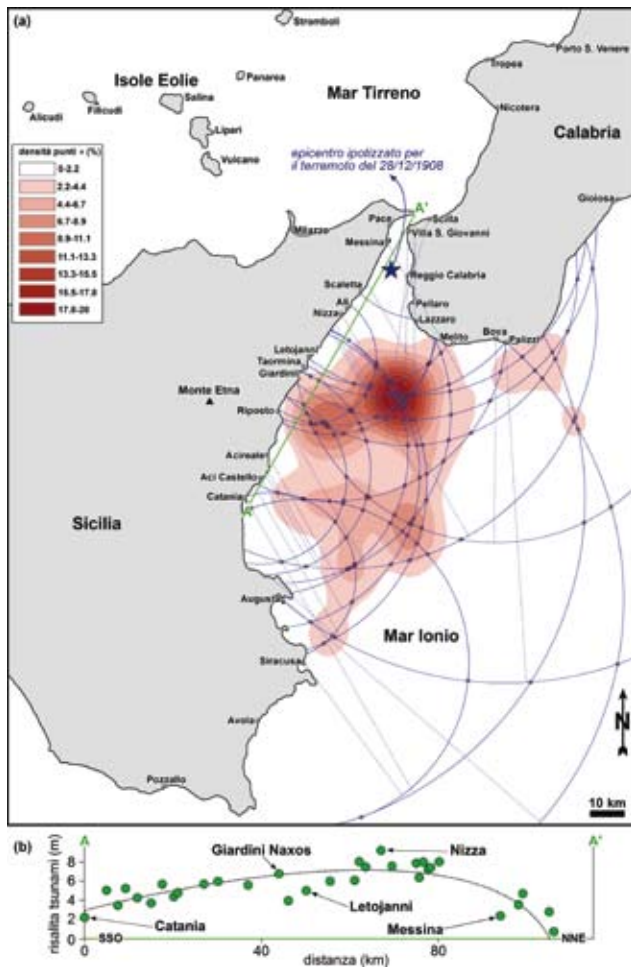 (a)
Stromboli
Porto S. Venere
Tropea
Isole Eolie
Panarea
Mar Tirreno
Filicudi
Salina
Alicudi
Nicotera
Lipari
Calabria
Vulcano
densità punti × (%)
0-2.2
2.2-4.4
4.4-6.7
6.7-8.9
8.9-11.1
11.1-13.3
13.3-15.5
15.5-17.8
17.8-20
epicentro ipotizzato per
il terremoto del 28/12/1908
Gioiosa
A'
Pace
Scilla
Milazzo
Villa S. Giovanni
Messina
Reggio Calabria
Scaletta
Alì
Pellaro
Nizza
Lazzaro
Bova
Melito
Palizzi
Letojanni
Taormina
Giardini
Monte Etna
Riposto
Acireale
Aci Castello
Catania
A
Sicilia
Augusta
Mar Ionio
Siracusa
Avola
N
Pozzallo
10 km
(b)
A
A'
risalita tsunami (m)
8
6
4
2
0
Giardini Naxos
Nizza
Letojanni
Catania
Messina
SSO
NNE
0
40
60
80
distanza (km)